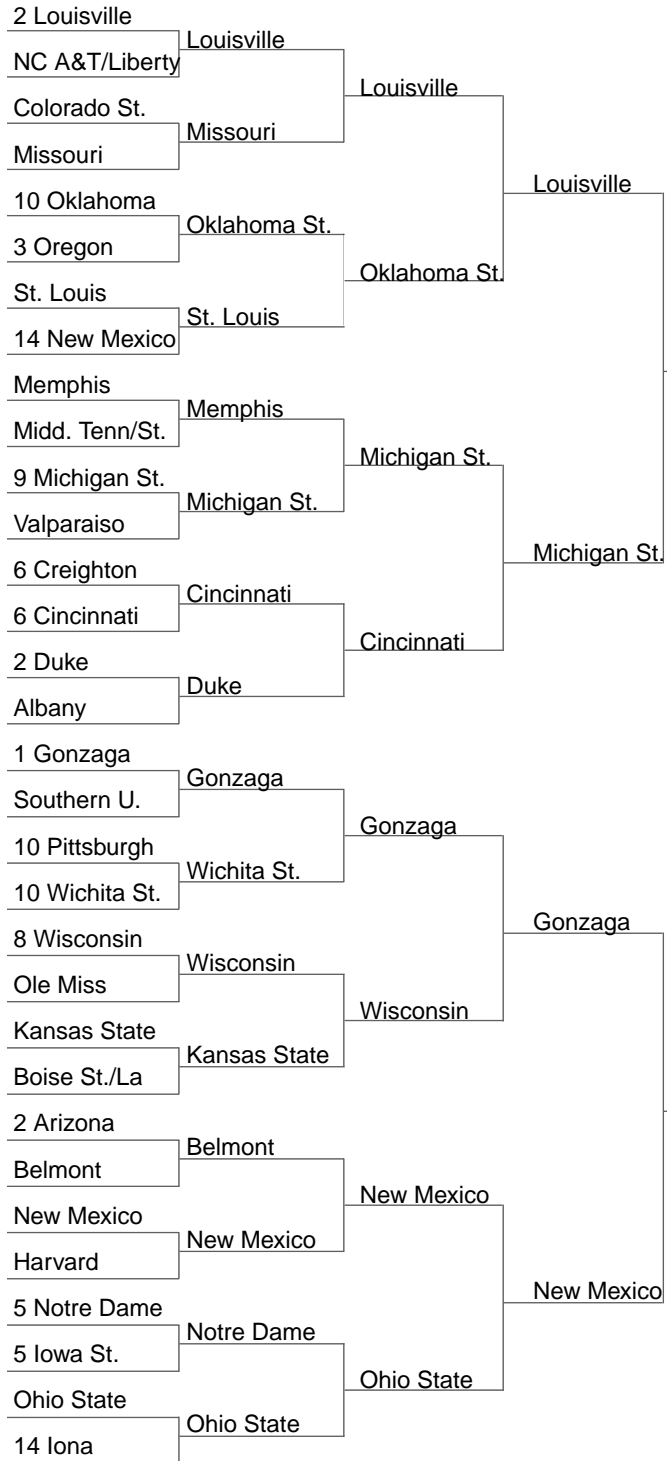 2 Louisville
NC A&T/Liberty
Colorado St.
Missouri
10 Oklahoma
3 Oregon
St. Louis
14 New Mexico
Memphis
Midd. Tenn/St.
9 Michigan St.
Valparaiso
6 Creighton
6 Cincinnati
2 Duke
Albany
1 Gonzaga
Southern U.
10 Pittsburgh
10 Wichita St.
8 Wisconsin
Ole Miss
Kansas State
Boise St./La
2 Arizona
Belmont
New Mexico
Harvard
5 Notre Dame
5 Iowa St.
Ohio State
14 Iona
Louisville
Missouri
Oklahoma St.
St. Louis
Memphis
Michigan St.
Cincinnati
Duke
Gonzaga
Wichita St.
Wisconsin
Kansas State
Belmont
New Mexico
Notre Dame
Ohio State
Louisville
Oklahoma St.
Michigan St.
Cincinnati
Gonzaga
Wisconsin
New Mexico
Ohio State
Louisville
Michigan St.
Gonzaga
New Mexico